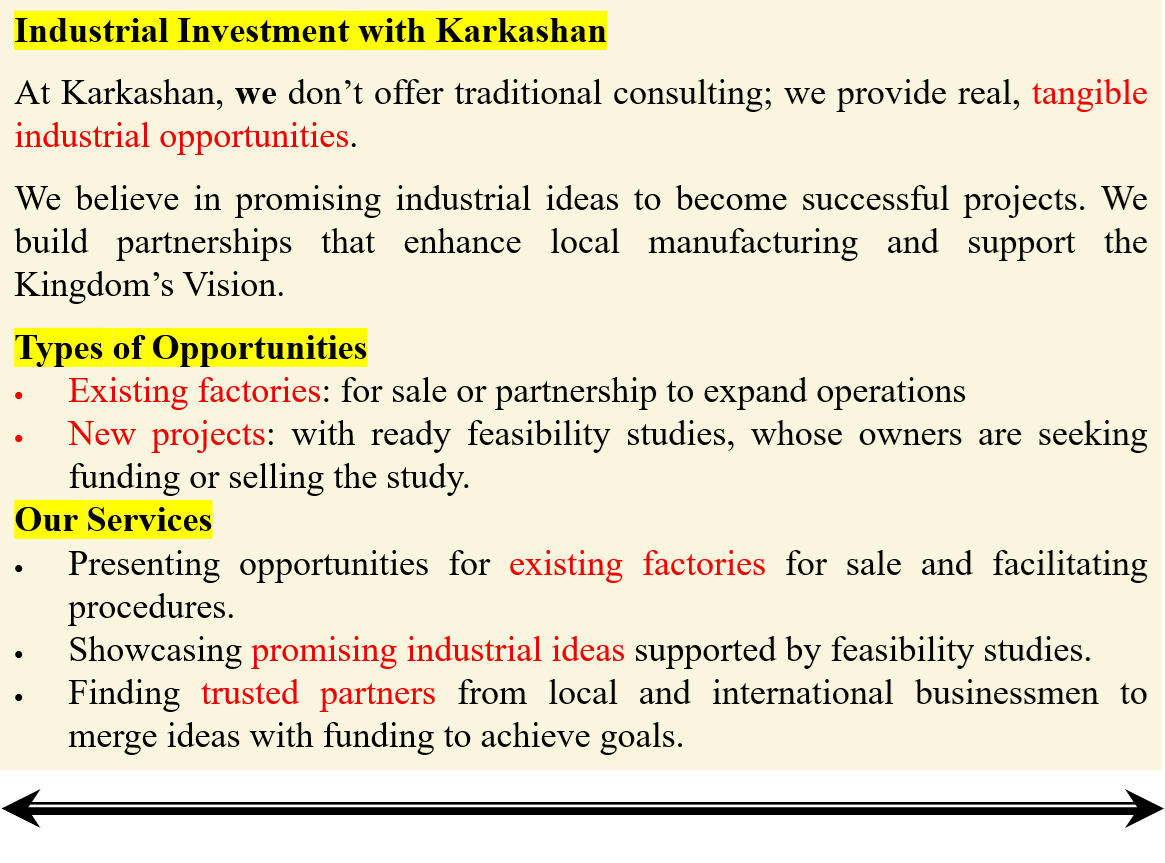 Industrial Investment with Karkashan
At Karkashan, we don’t offer traditional consulting; we provide real, tangible
industrial opportunities.
We believe in promising industrial ideas to become successful projects. We
build partnerships that enhance local manufacturing and support the
Kingdom’s Vision.
Types of Opportunities
• Existing factories: for sale or partnership to expand operations
• New projects: with ready feasibility studies, whose owners are seeking
funding or selling the study.
Our Services
• Presenting opportunities for existing factories for sale and facilitating
procedures.
• Showcasing promising industrial ideas supported by feasibility studies.
• Finding trusted partners from local and international businessmen to
merge ideas with funding to achieve goals.